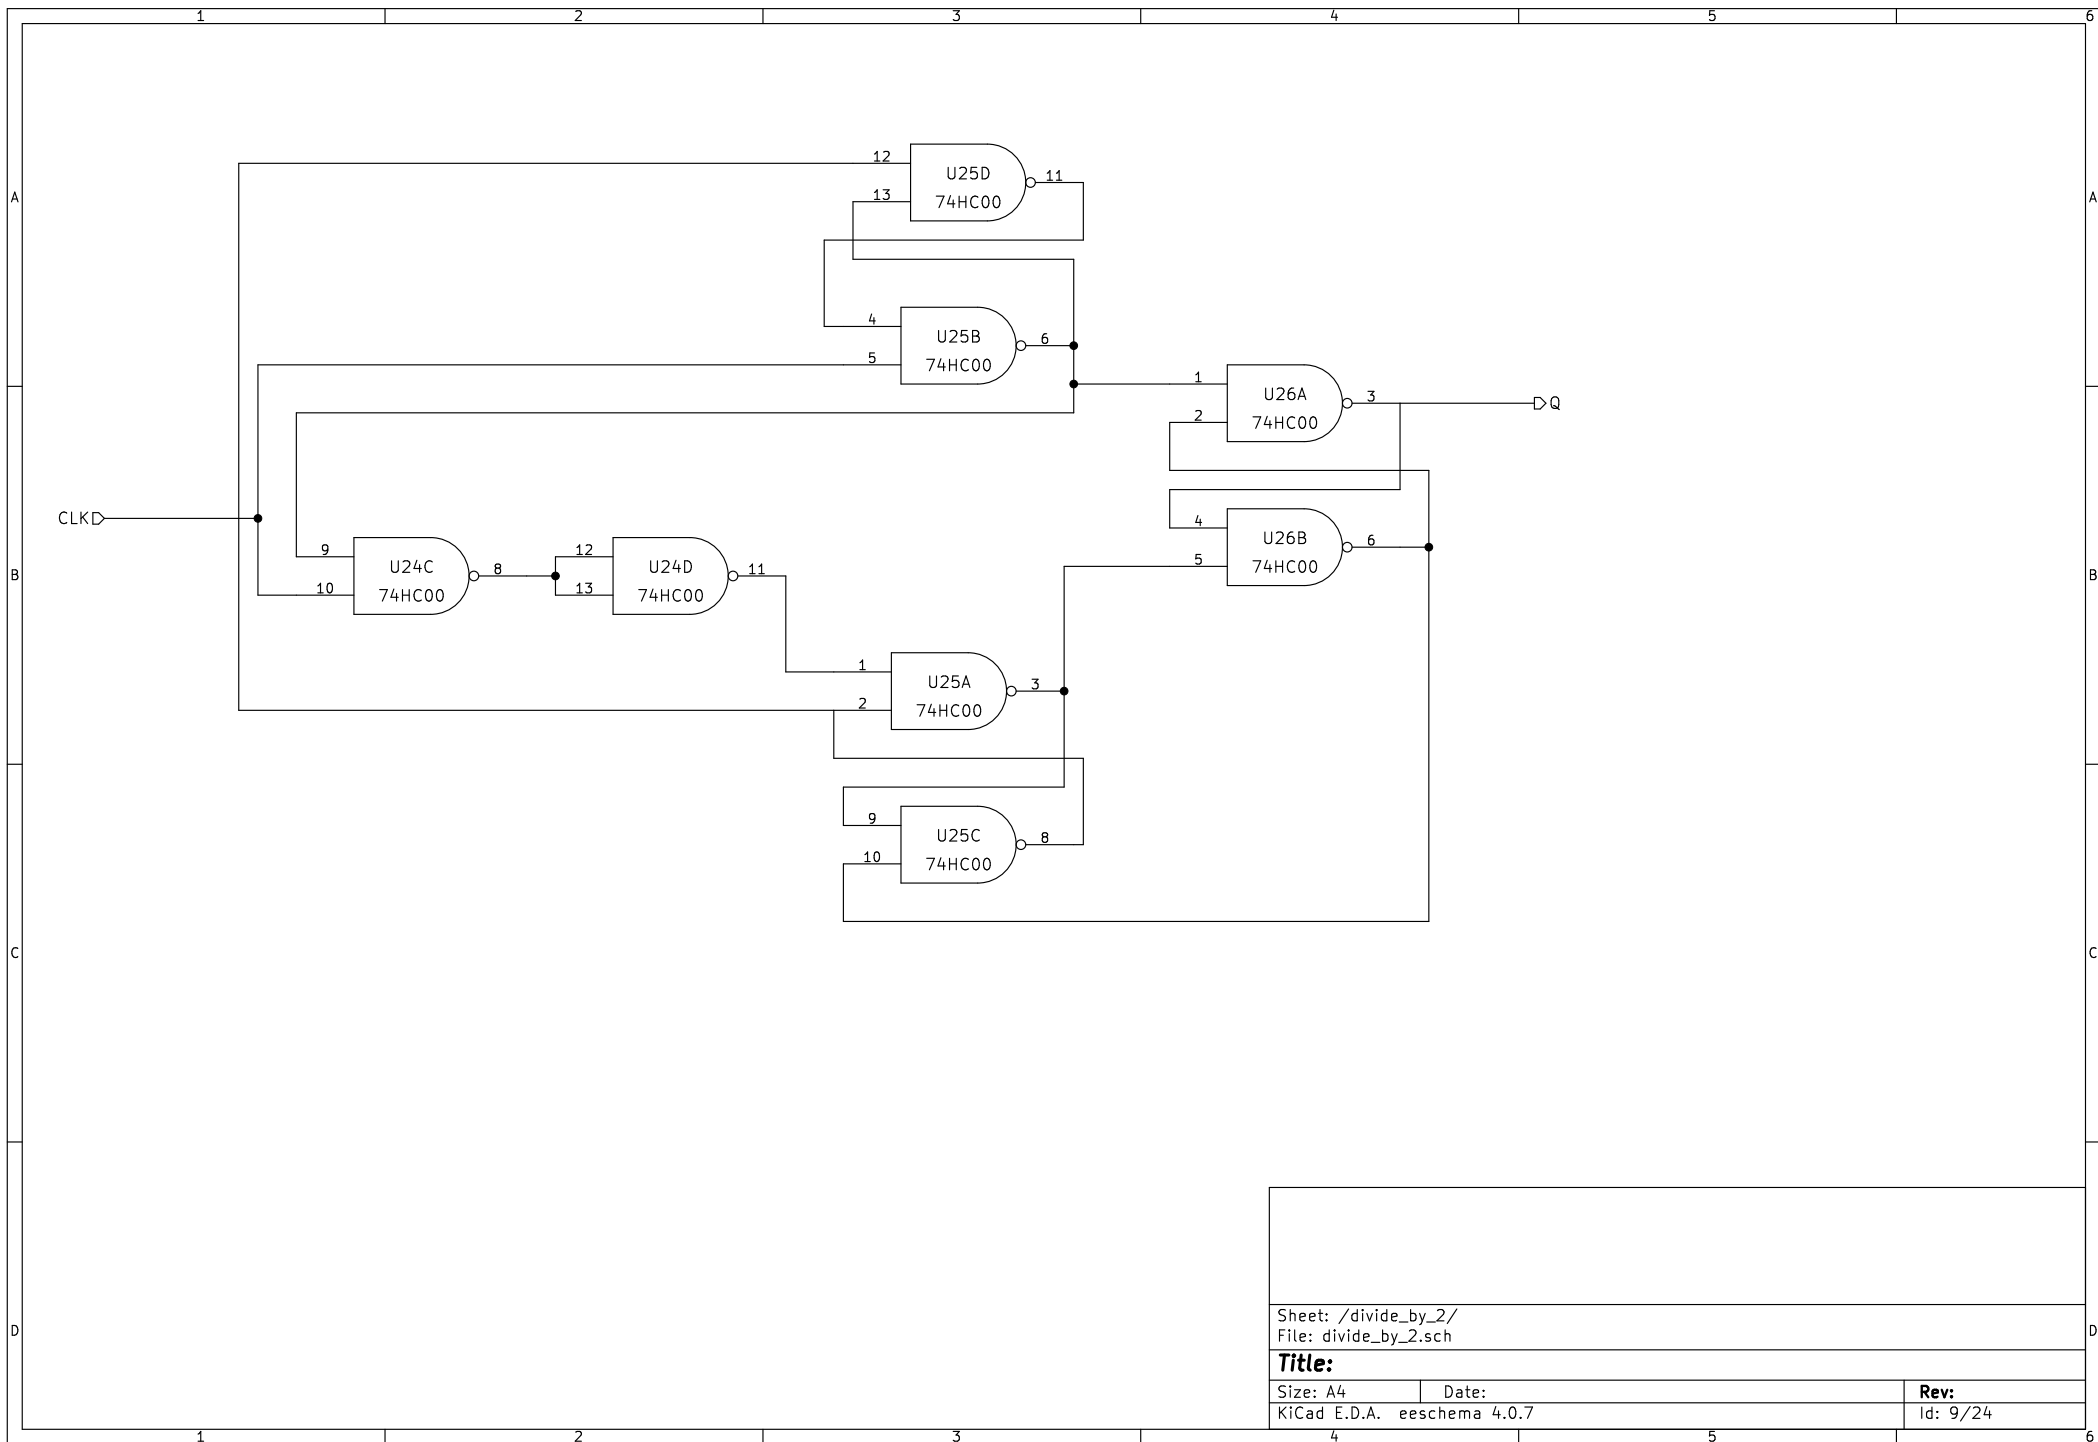 1 2 3 4 5 6
A A
B B
C C
D D
12 U25D 11
13 74HC00
4 U25B 6
5 74HC00
1 U26A 3 Q
2 74HC00
CLK
4 U26B 6
5 74HC00
9 U24C 8
10 74HC00
12 U24D 11
13 74HC00
1 U25A 3
2 74HC00
9 U25C 8
10 74HC00
Sheet: /divide_by_2/
File: divide_by_2.sch
Title:
Size: A4 Date: Rev:
KiCad E.D.A. eeschema 4.0.7 Id: 9/24
1 2 3 4 5 6